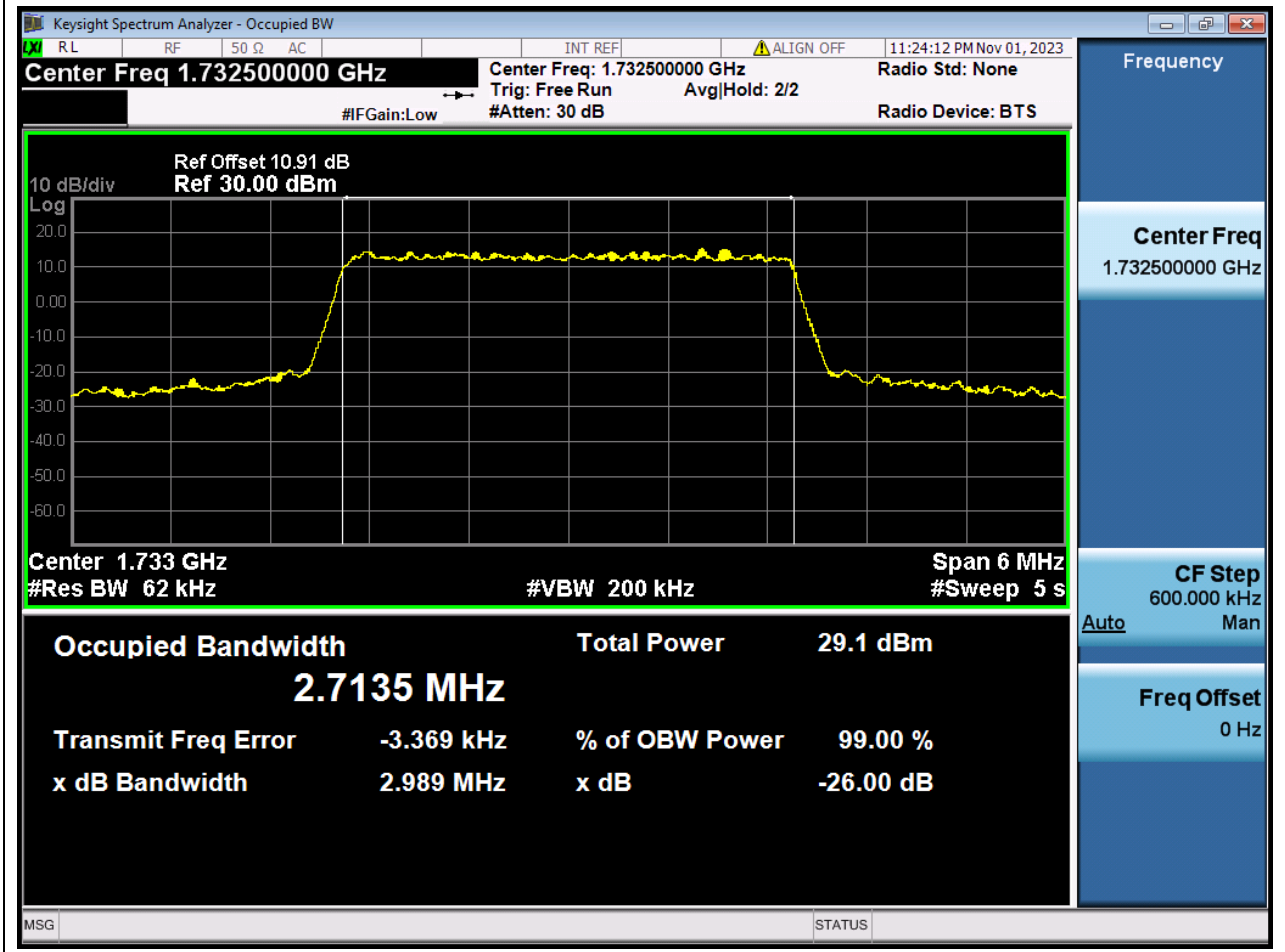 Keysight Spectrum Analyzer - Occupied BW
LXI RL RF 50 Ω AC INT REF ALIGN OFF 11:24:12 PM Nov 01, 2023
Center Freq 1.732500000 GHz
Center Freq: 1.732500000 GHz
Radio Std: None
Trig: Free Run Avg|Hold: 2/2
#IFGain:Low
#Atten: 30 dB
Radio Device: BTS
Ref Offset 10.91 dB
10 dB/div Ref 30.00 dBm
Log
20.0
10.0
0.00
-10.0
-20.0
-30.0
-40.0
-50.0
-60.0
Center 1.733 GHz Span 6 MHz
#Res BW 62 kHz #VBW 200 kHz #Sweep 5 s
Occupied Bandwidth Total Power 29.1 dBm
2.7135 MHz
Transmit Freq Error -3.369 kHz % of OBW Power 99.00 %
x dB Bandwidth 2.989 MHz x dB -26.00 dB
Frequency
Center Freq
1.732500000 GHz
CF Step
600.000 kHz
Auto Man
Freq Offset
0 Hz
MSG STATUS